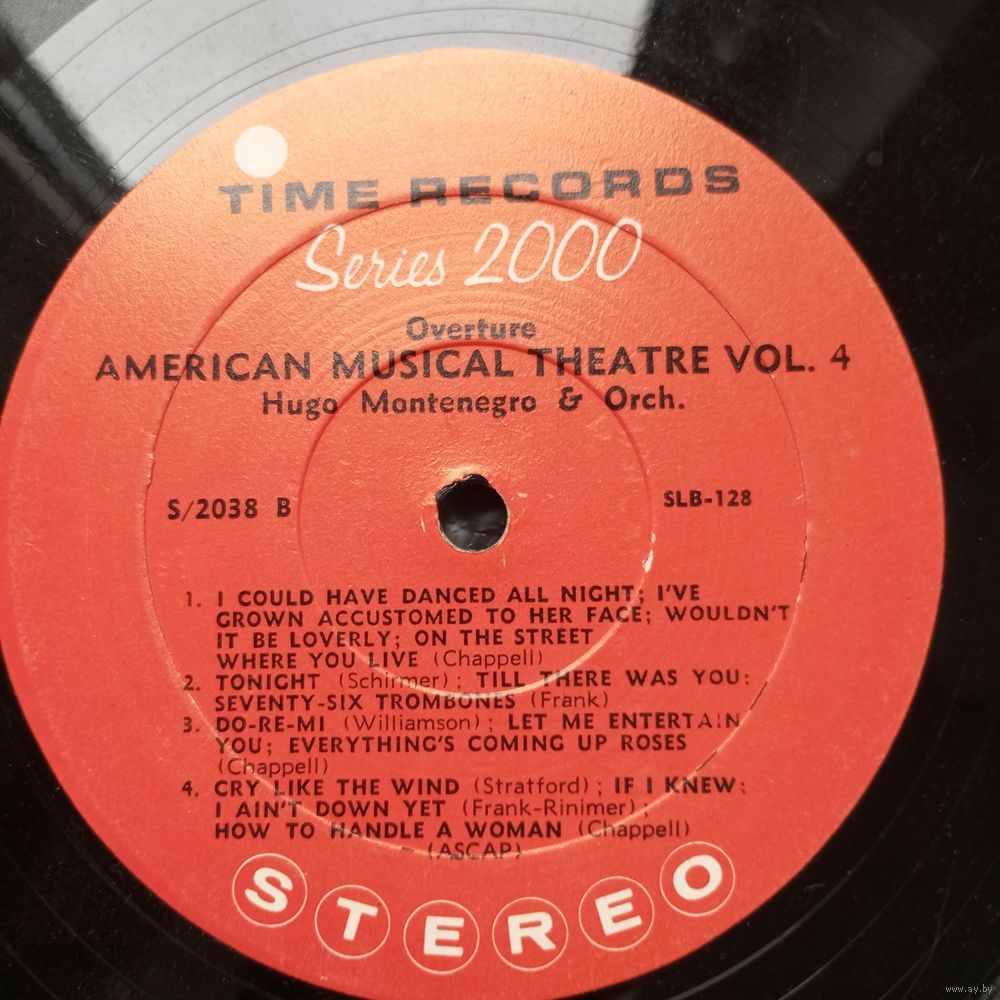 TIME RECORDS
Series 2000
Overture
AMERICAN MUSICAL THEATRE VOL. 4
Hugo Montenegro & Orch.
S/2038 B
SLB-128
1. I COULD HAVE DANCED ALL NIGHT; I'VE
GROWN ACCUSTOMED TO HER FACE; WOULDN'T
IT BE LOVERLY; ON THE STREET
WHERE YOU LIVE (Chappell)
2. TONIGHT (Schirmer); TILL THERE WAS YOU:
SEVENTY-SIX TROMBONES (Frank)
3. DO-RE-MI (Williamson); LET ME ENTERTAIN
YOU; EVERYTHING'S COMING UP ROSES
(Chappell)
4. CRY LIKE THE WIND (Stratford); IF I KNEW;
I AIN'T DOWN YET (Frank-Rinimer);
HOW TO HANDLE A WOMAN (Chappell)
– (ASCAP)
STEREO
www.ay.by